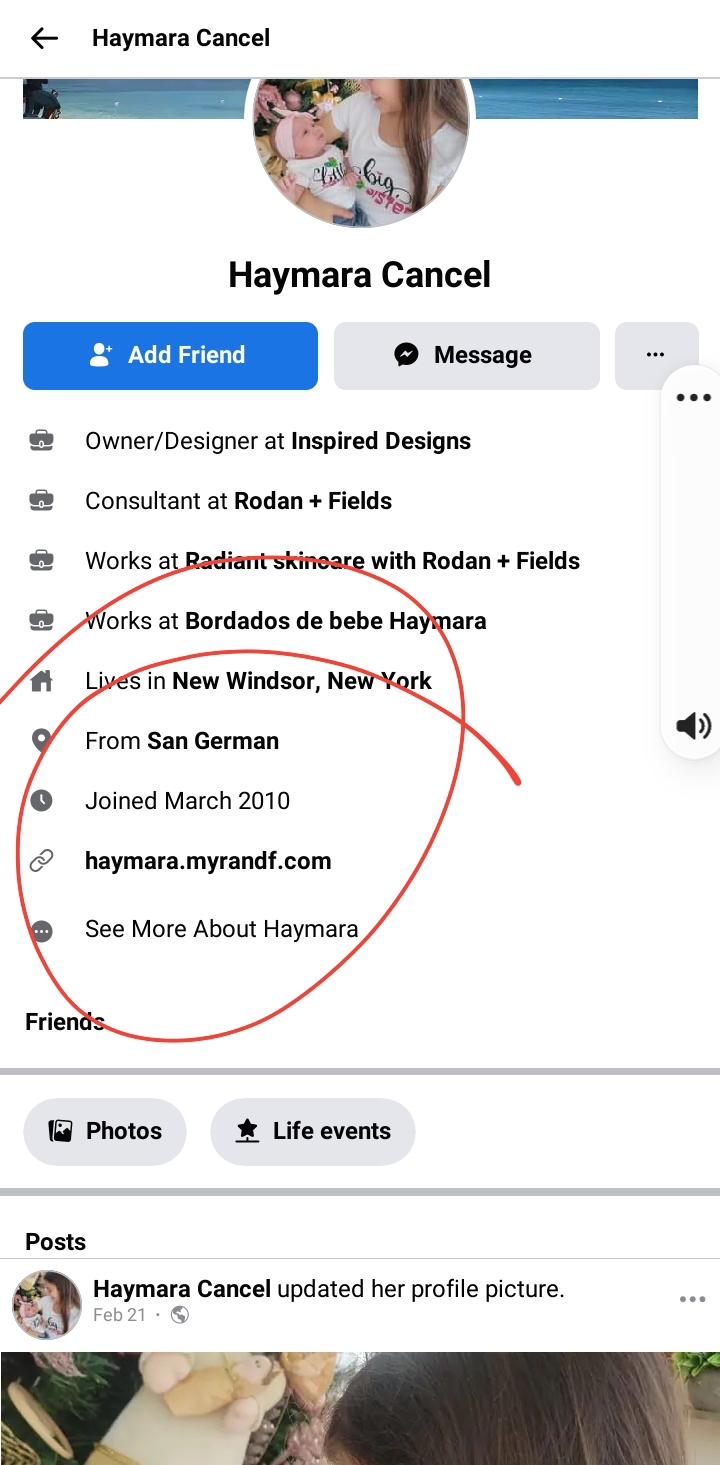 Haymara Cancel
big
sister
Haymara Cancel
Add Friend
Message
Owner/Designer at Inspired Designs
Consultant at Rodan + Fields
Works at Radiant skincare with Rodan + Fields
Works at Bordados de bebe Haymara
Lives in New Windsor, New York
From San German
Joined March 2010
haymara.myrandf.com
See More About Haymara
Friends
Photos
Life events
Posts
Haymara Cancel updated her profile picture.
Feb 21 ·